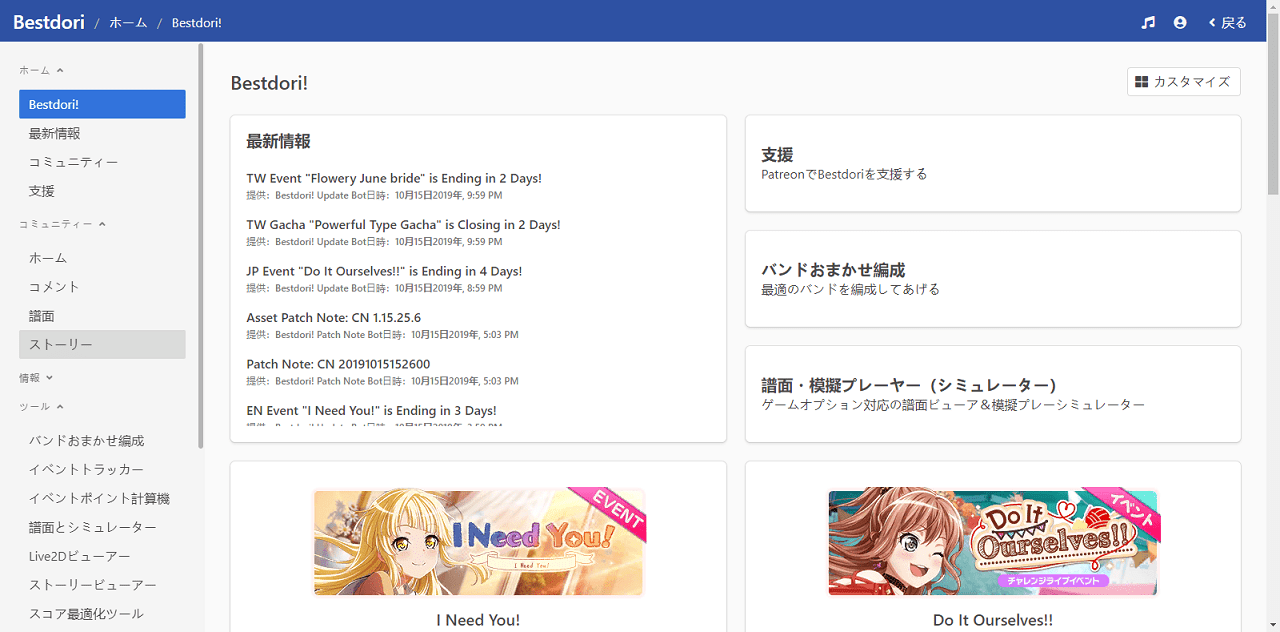 Bestdori / ホーム / Bestdori!
戻る
ホーム
Bestdori!
最新情報
コミュニティー
支援
コミュニティー
ホーム
コメント
譜面
ストーリー
情報
ツール
バンドおまかせ編成
イベントトラッカー
イベントポイント計算機
譜面とシミュレーター
Live2Dビューアー
ストーリービューアー
スコア最適化ツール
Bestdori!
カスタマイズ
最新情報
TW Event "Flowery June bride" is Ending in 2 Days!
提供：Bestdori! Update Bot日時：10月15日2019年, 9:59 PM
TW Gacha "Powerful Type Gacha" is Closing in 2 Days!
提供：Bestdori! Update Bot日時：10月15日2019年, 9:59 PM
JP Event "Do It Ourselves!!" is Ending in 4 Days!
提供：Bestdori! Update Bot日時：10月15日2019年, 8:59 PM
Asset Patch Note: CN 1.15.25.6
提供：Bestdori! Patch Note Bot日時：10月15日2019年, 5:03 PM
Patch Note: CN 20191015152600
提供：Bestdori! Patch Note Bot日時：10月15日2019年, 5:03 PM
EN Event "I Need You!" is Ending in 3 Days!
支援
PatreonでBestdoriを支援する
バンドおまかせ編成
最適のバンドを編成してあげる
譜面・模擬プレーヤー（シミュレーター）
ゲームオプション対応の譜面ビューア＆模擬プレーシミュレーター
EVENT
I Need You!
I Need You!
I Need You!
イベント
Do It
Ourselves!!
チャレンジライブイベント
Do It Ourselves!!